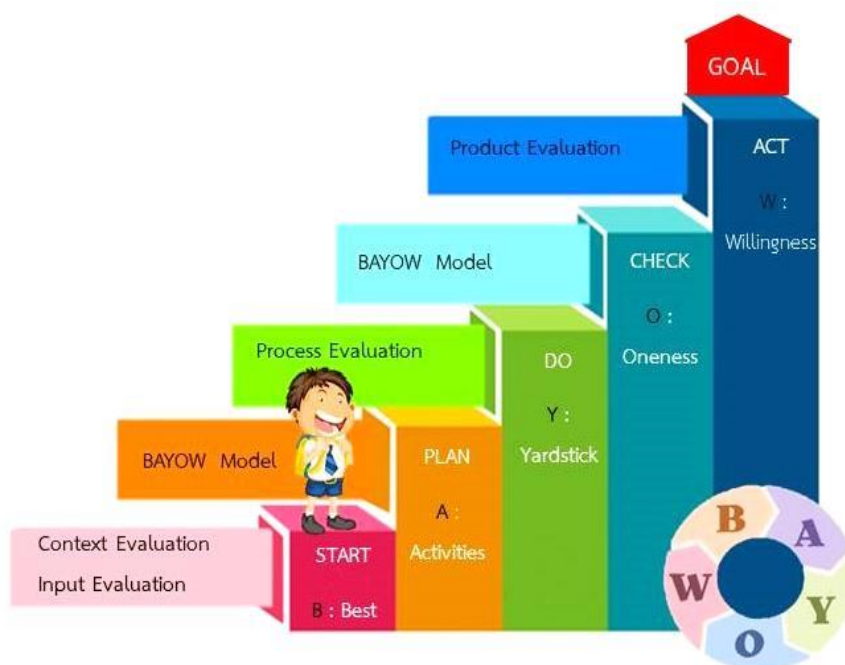 GOAL
Product Evaluation
ACT
W :
Willingness
BAYOW Model
CHECK
O :
Oneness
Process Evaluation
DO
Y :
Yardstick
BAYOW Model
PLAN
A :
Activities
Context Evaluation
Input Evaluation
START
B : Best
B
A
Y
O
W